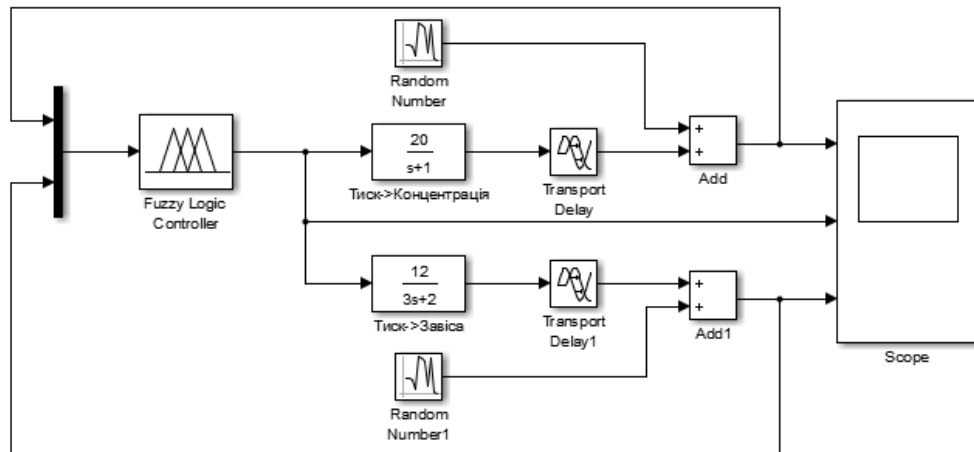 Random
Number
+
+
Add
Fuzzy Logic
Controller
20
s+1
Тиск->Концентрація
Transport
Delay
12
3s+2
Тиск->Завіса
Transport
Delay1
+
+
Add1
Scope
Random
Number1